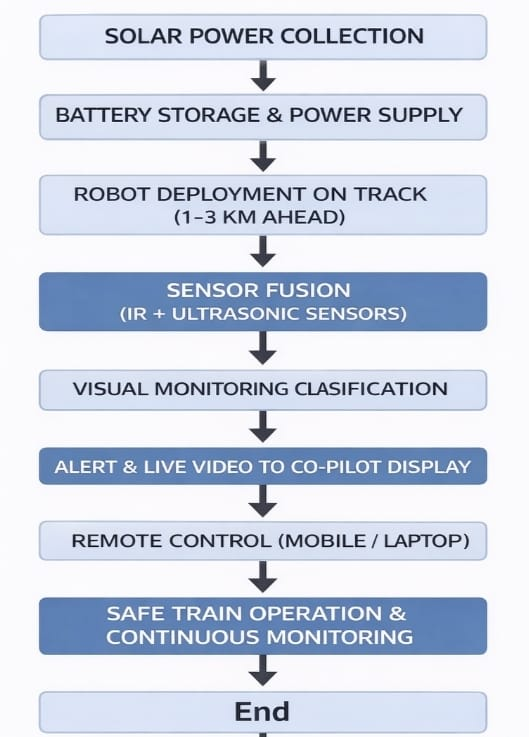 SOLAR POWER COLLECTION
BATTERY STORAGE & POWER SUPPLY
ROBOT DEPLOYMENT ON TRACK
(1–3 KM AHEAD)
SENSOR FUSION
(IR + ULTRASONIC SENSORS)
VISUAL MONITORING CLASIFICATION
ALERT & LIVE VIDEO TO CO-PILOT DISPLAY
REMOTE CONTROL (MOBILE / LAPTOP)
SAFE TRAIN OPERATION &
CONTINUOUS MONITORING
End